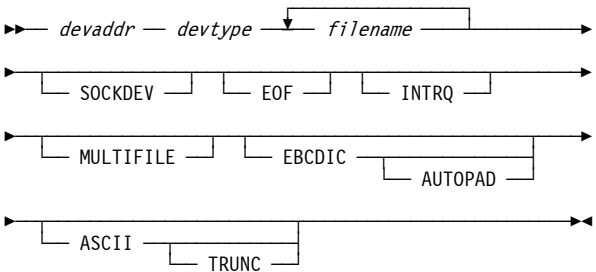 devaddr devtype filename
SOCKDEV EOF INTRQ
MULTIFILE EBCDIC
AUTOPAD
ASCII
TRUNC